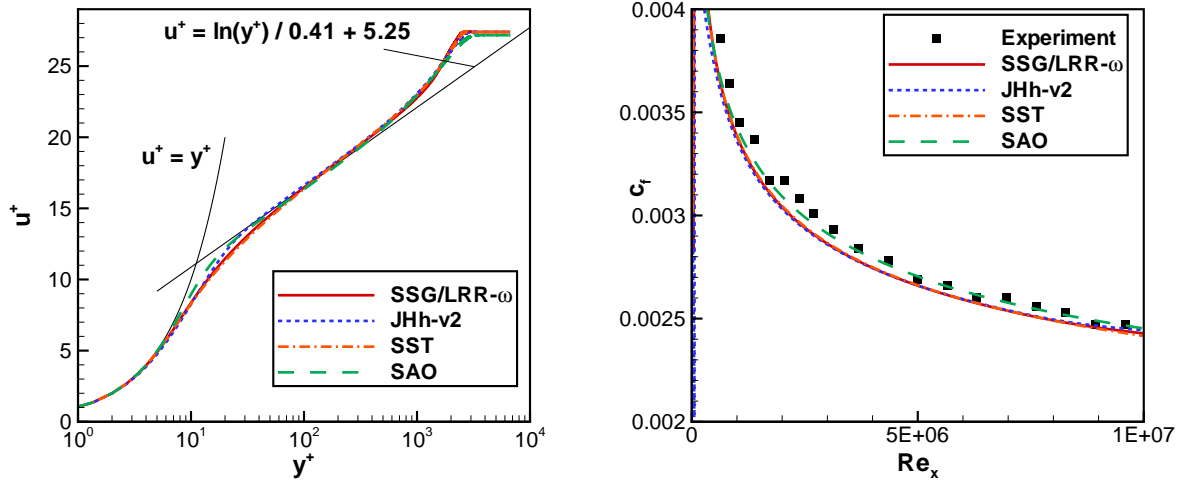 u⁺ = ln(y⁺) / 0.41 + 5.25
u⁺ = y⁺
SSG/LRR-ω
JHh-v2
SST
SAO
0
5
10
15
20
25
10⁰
10¹
10²
10³
10⁴
u⁺
y⁺
Experiment
SSG/LRR-ω
JHh-v2
SST
SAO
0.004
0.0035
0.003
0.0025
0.002
0
5E+06
1E+07
c_f
Re_x